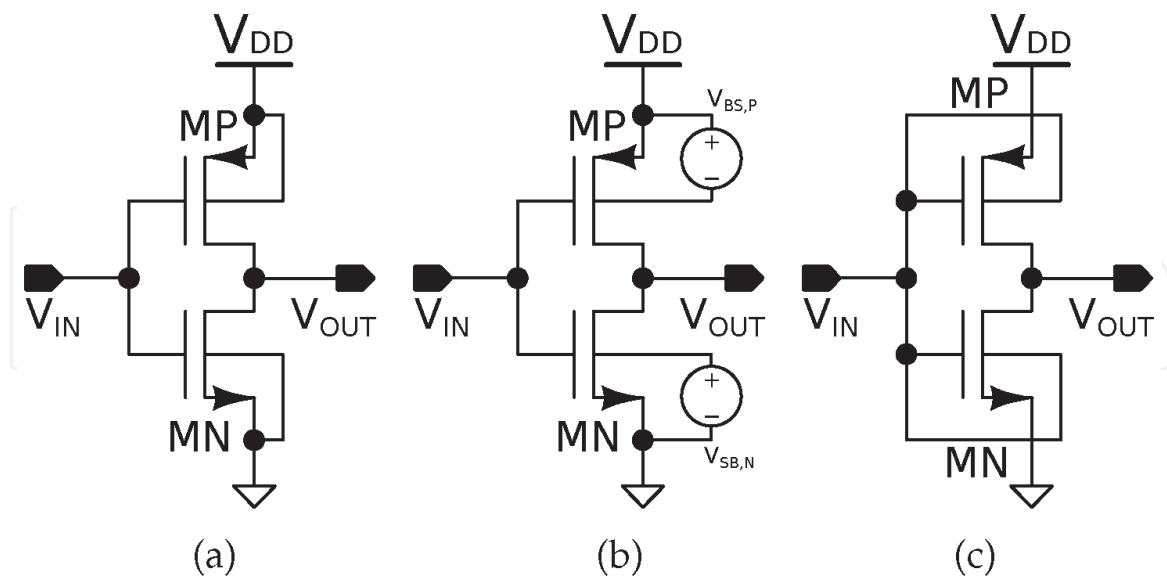 VDD
MP
VIN
VOUT
MN
(a)
VDD
VBS,P
+
−
MP
VIN
VOUT
+
−
MN
VSB,N
(b)
VDD
MP
VIN
VOUT
MN
(c)